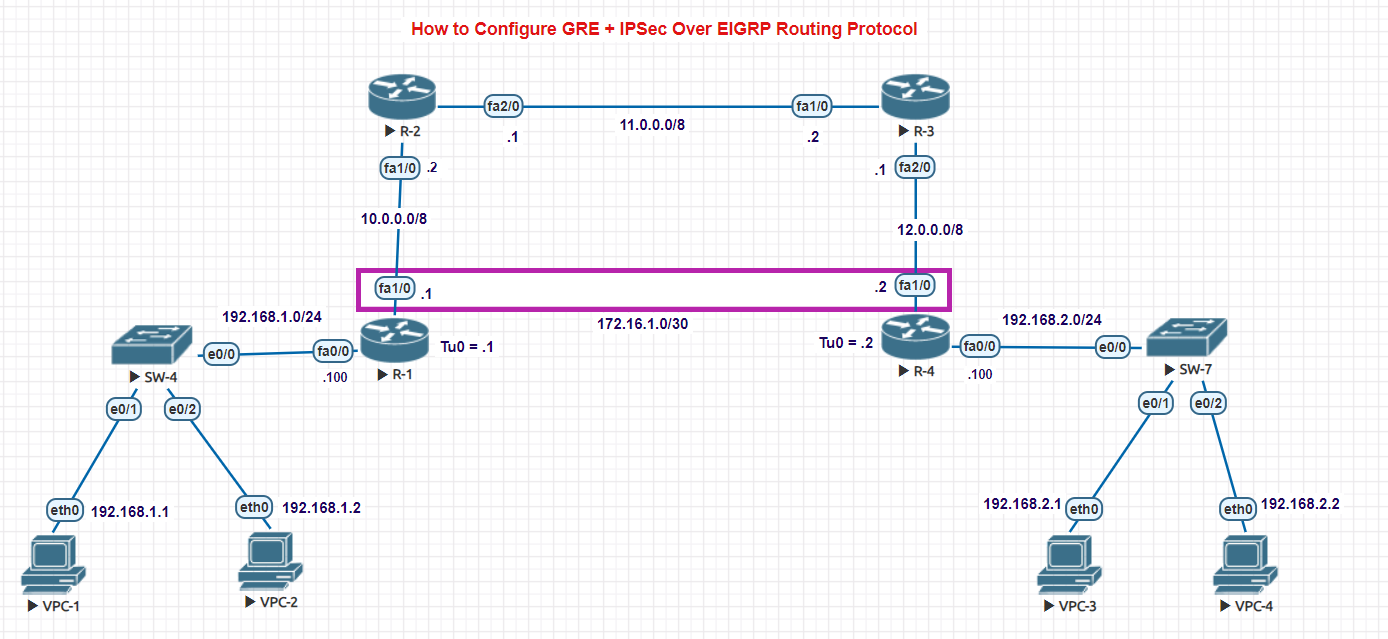 How to Configure GRE + IPSec Over EIGRP Routing Protocol
R-2
fa2/0
.1
11.0.0.0/8
fa1/0
.2
R-3
fa1/0
.2
.1
fa2/0
10.0.0.0/8
12.0.0.0/8
fa1/0
.1
.2
fa1/0
172.16.1.0/30
192.168.1.0/24
e0/0
fa0/0
.100
Tu0 = .1
R-1
SW-4
Tu0 = .2
R-4
192.168.2.0/24
fa0/0
.100
e0/0
SW-7
e0/1
e0/2
e0/1
e0/2
eth0
192.168.1.1
eth0
192.168.1.2
192.168.2.1
eth0
eth0
192.168.2.2
VPC-1
VPC-2
VPC-3
VPC-4